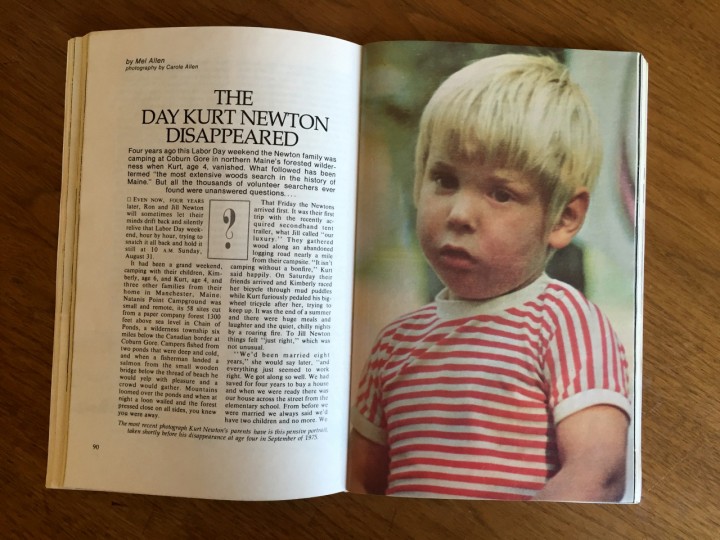 by Mel Allen
photography by Carole Allen
THE
DAY KURT NEWTON
DISAPPEARED
Four years ago this Labor Day weekend the Newton family was
camping at Coburn Gore in northern Maine's forested wilder-
ness when Kurt, age 4, vanished. What followed has been
termed "the most extensive woods search in the history of
Maine." But all the thousands of volunteer searchers ever
found were unanswered questions....
□ EVEN NOW, FOUR YEARS
later, Ron and Jill Newton
will sometimes let their
minds drift back and silently
relive that Labor Day week-
end, hour by hour, trying to
snatch it all back and hold it
still at 10 A.M. Sunday,
August 31.
It had been a grand weekend,
camping with their children, Kim-
berly, age 6, and Kurt, age 4, and
three other families from their
home in Manchester, Maine.
Natanis Point Campground was
small and remote, its 58 sites cut
from a paper company forest 1300
feet above sea level in Chain of
Ponds, a wilderness township six
miles below the Canadian border at
Coburn Gore. Campers fished from
two ponds that were deep and cold,
and when a fisherman landed a
salmon from the small wooden
bridge below the thread of beach he
would yelp with pleasure and a
crowd would gather. Mountains
loomed over the ponds and when at
night a loon wailed and the forest
pressed close on all sides, you knew
you were away.
?
That Friday the Newtons
arrived first. It was their first
trip with the recently ac-
quired secondhand tent
trailer, what Jill called "our
luxury." They gathered
wood along an abandoned
logging road nearly a mile
from their campsite. "It isn't
camping without a bonfire," Kurt
said happily. On Saturday their
friends arrived and Kimberly raced
her bicycle through mud puddles
while Kurt furiously pedaled his big-
wheel tricycle after her, trying to
keep up. It was the end of summer
and there were huge meals and
laughter and the quiet, chilly nights
by a roaring fire. To Jill Newton
things felt "just right," which was
not unusual.
"We'd been married eight
years," she would say later, "and
everything just seemed to work
right. We got along so well. We had
saved for four years to buy a house
and when we were ready there was
our house across the street from the
elementary school. From before we
were married we always said we'd
have two children and no more. We
The most recent photograph Kurt Newton's parents have is this pensive portrait,
taken shortly before his disappearance at age four in September of 1975.
90